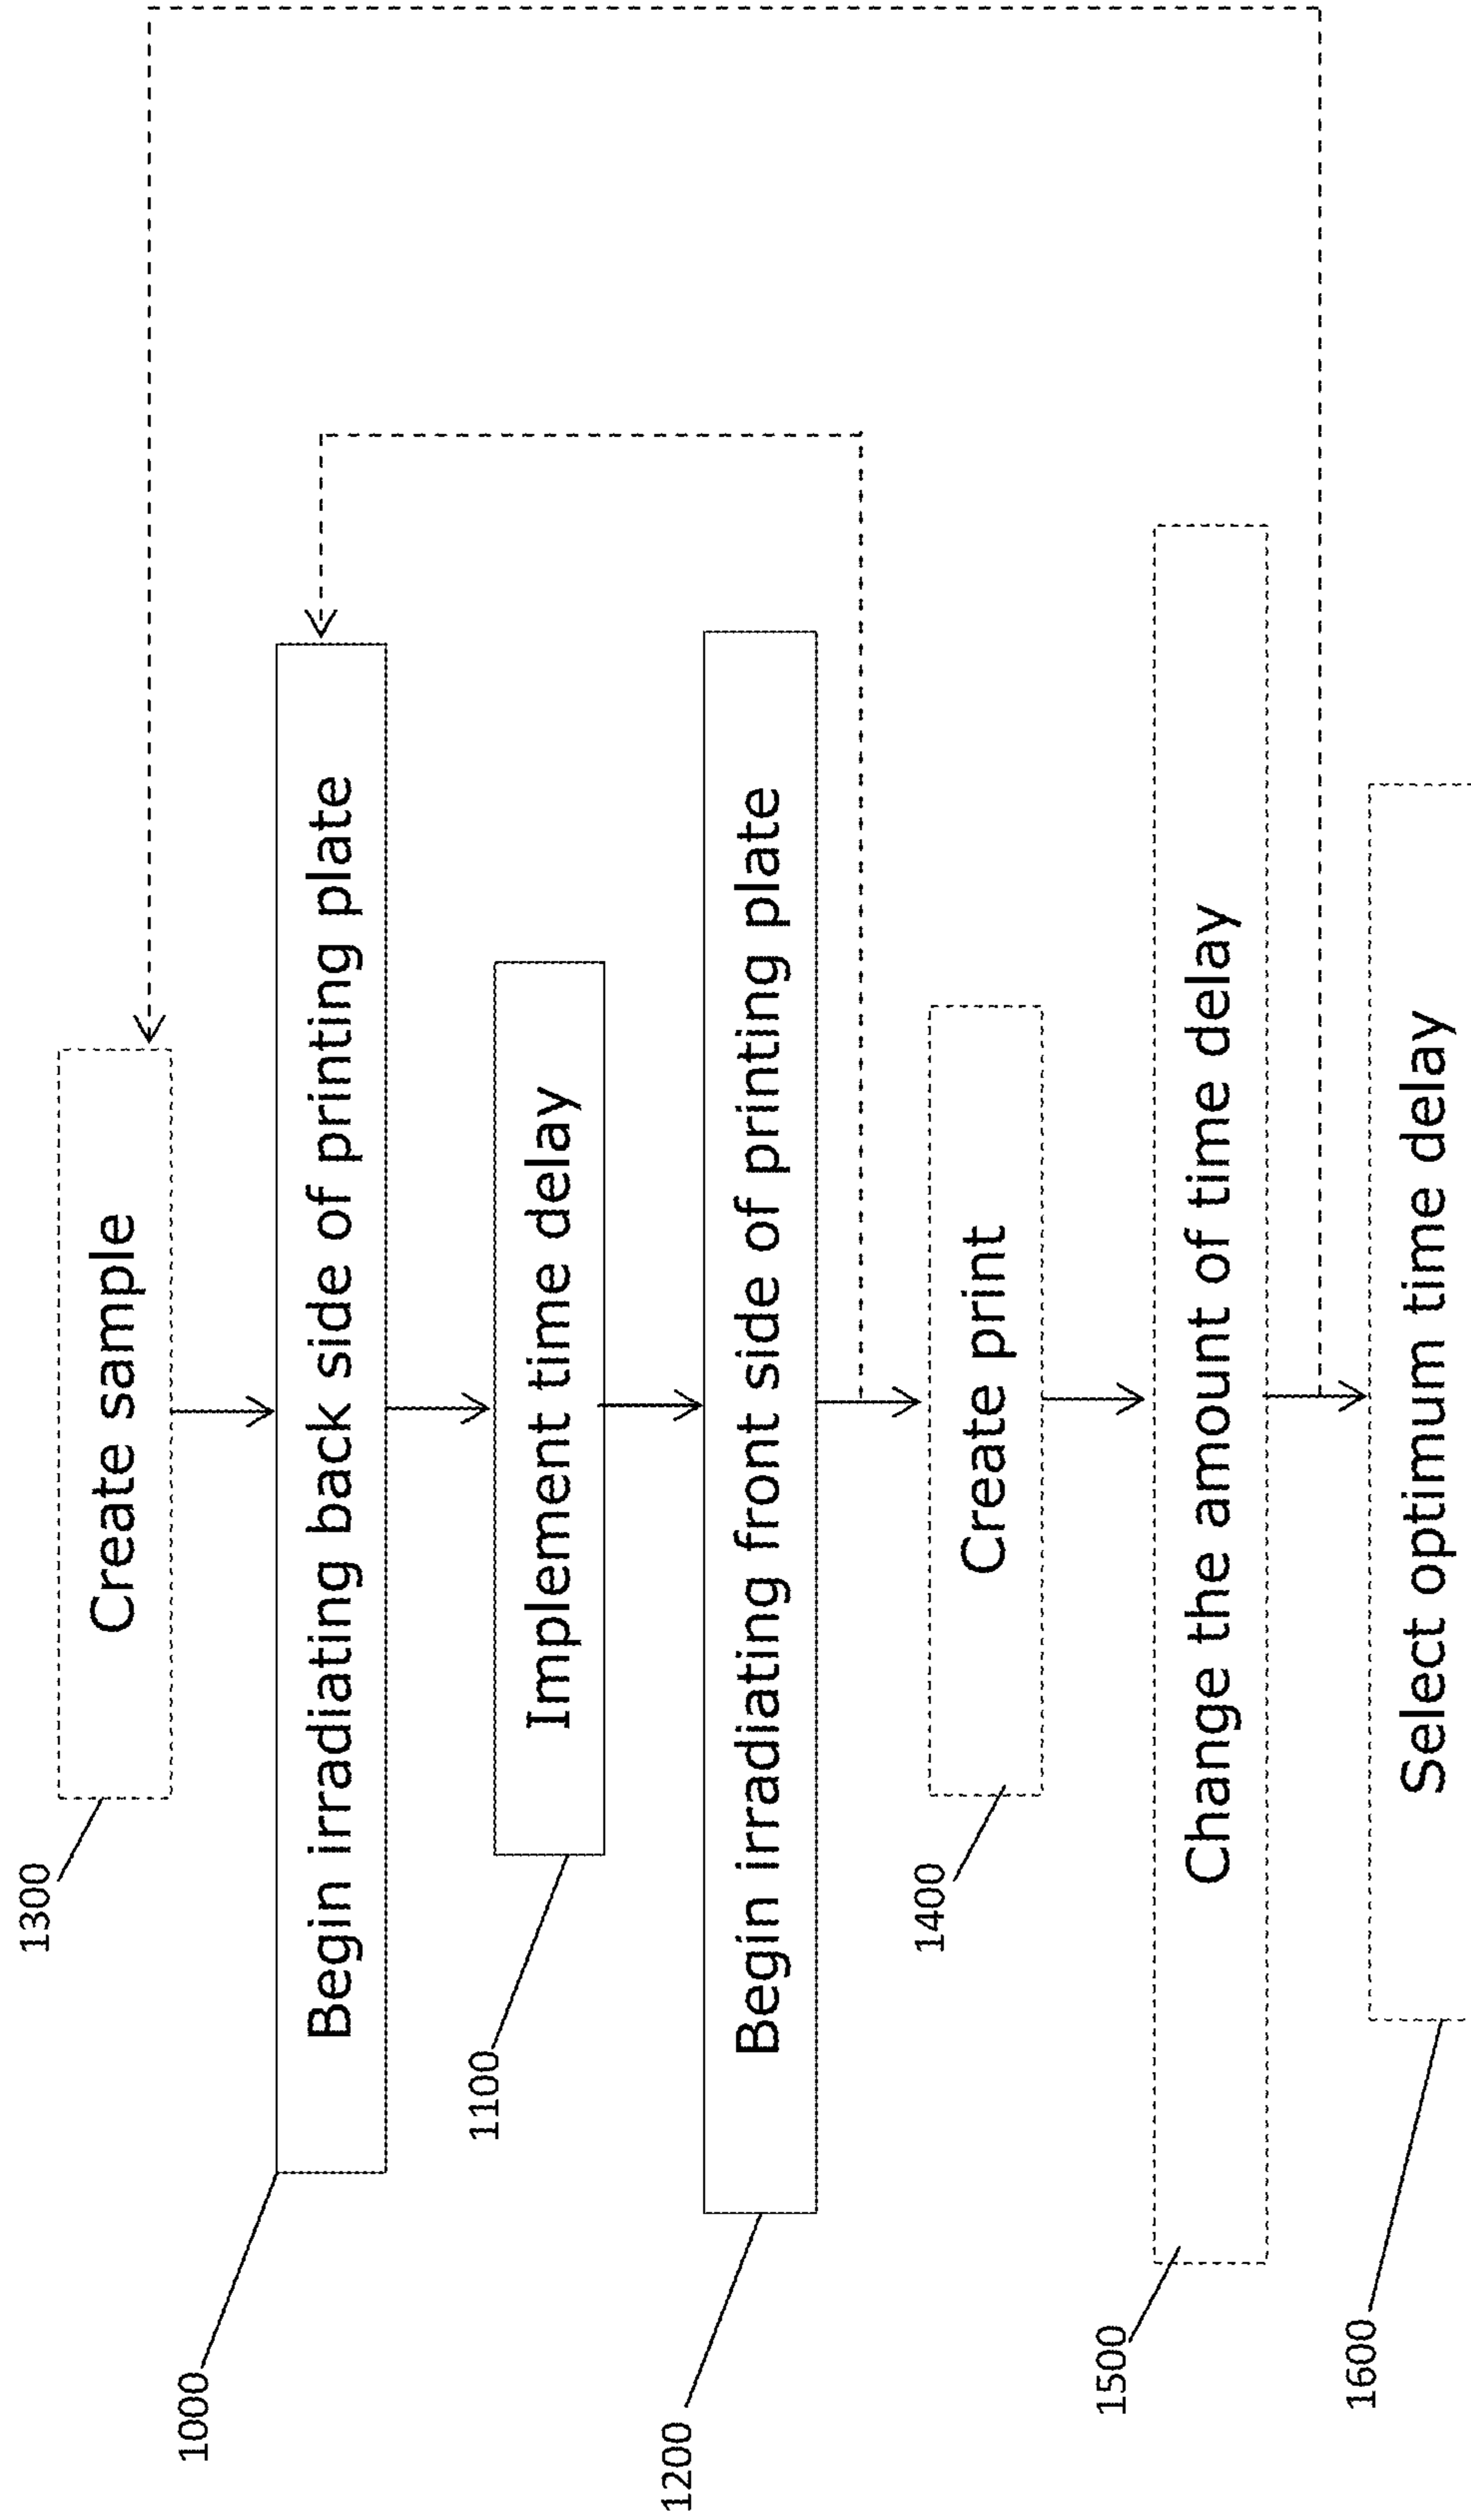 1300
Create sample
1000
Begin irradiating back side of printing plate
1100
Implement time delay
1200
Begin irradiating front side of printing plate
1400
Create print
1500
Change the amount of time delay
1600
Select optimum time delay